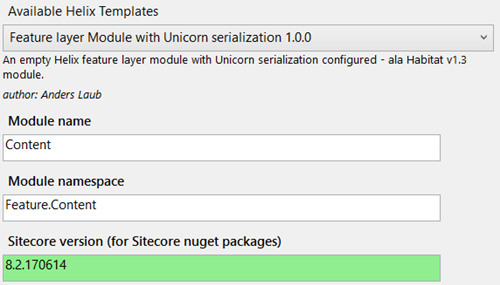 Available Helix Templates
Feature layer Module with Unicorn serialization 1.0.0
An empty Helix feature layer module with Unicorn serialization configured - ala Habitat v1.3
module.
author: Anders Laub
Module name
Content
Module namespace
Feature.Content
Sitecore version (for Sitecore nuget packages)
8.2.170614